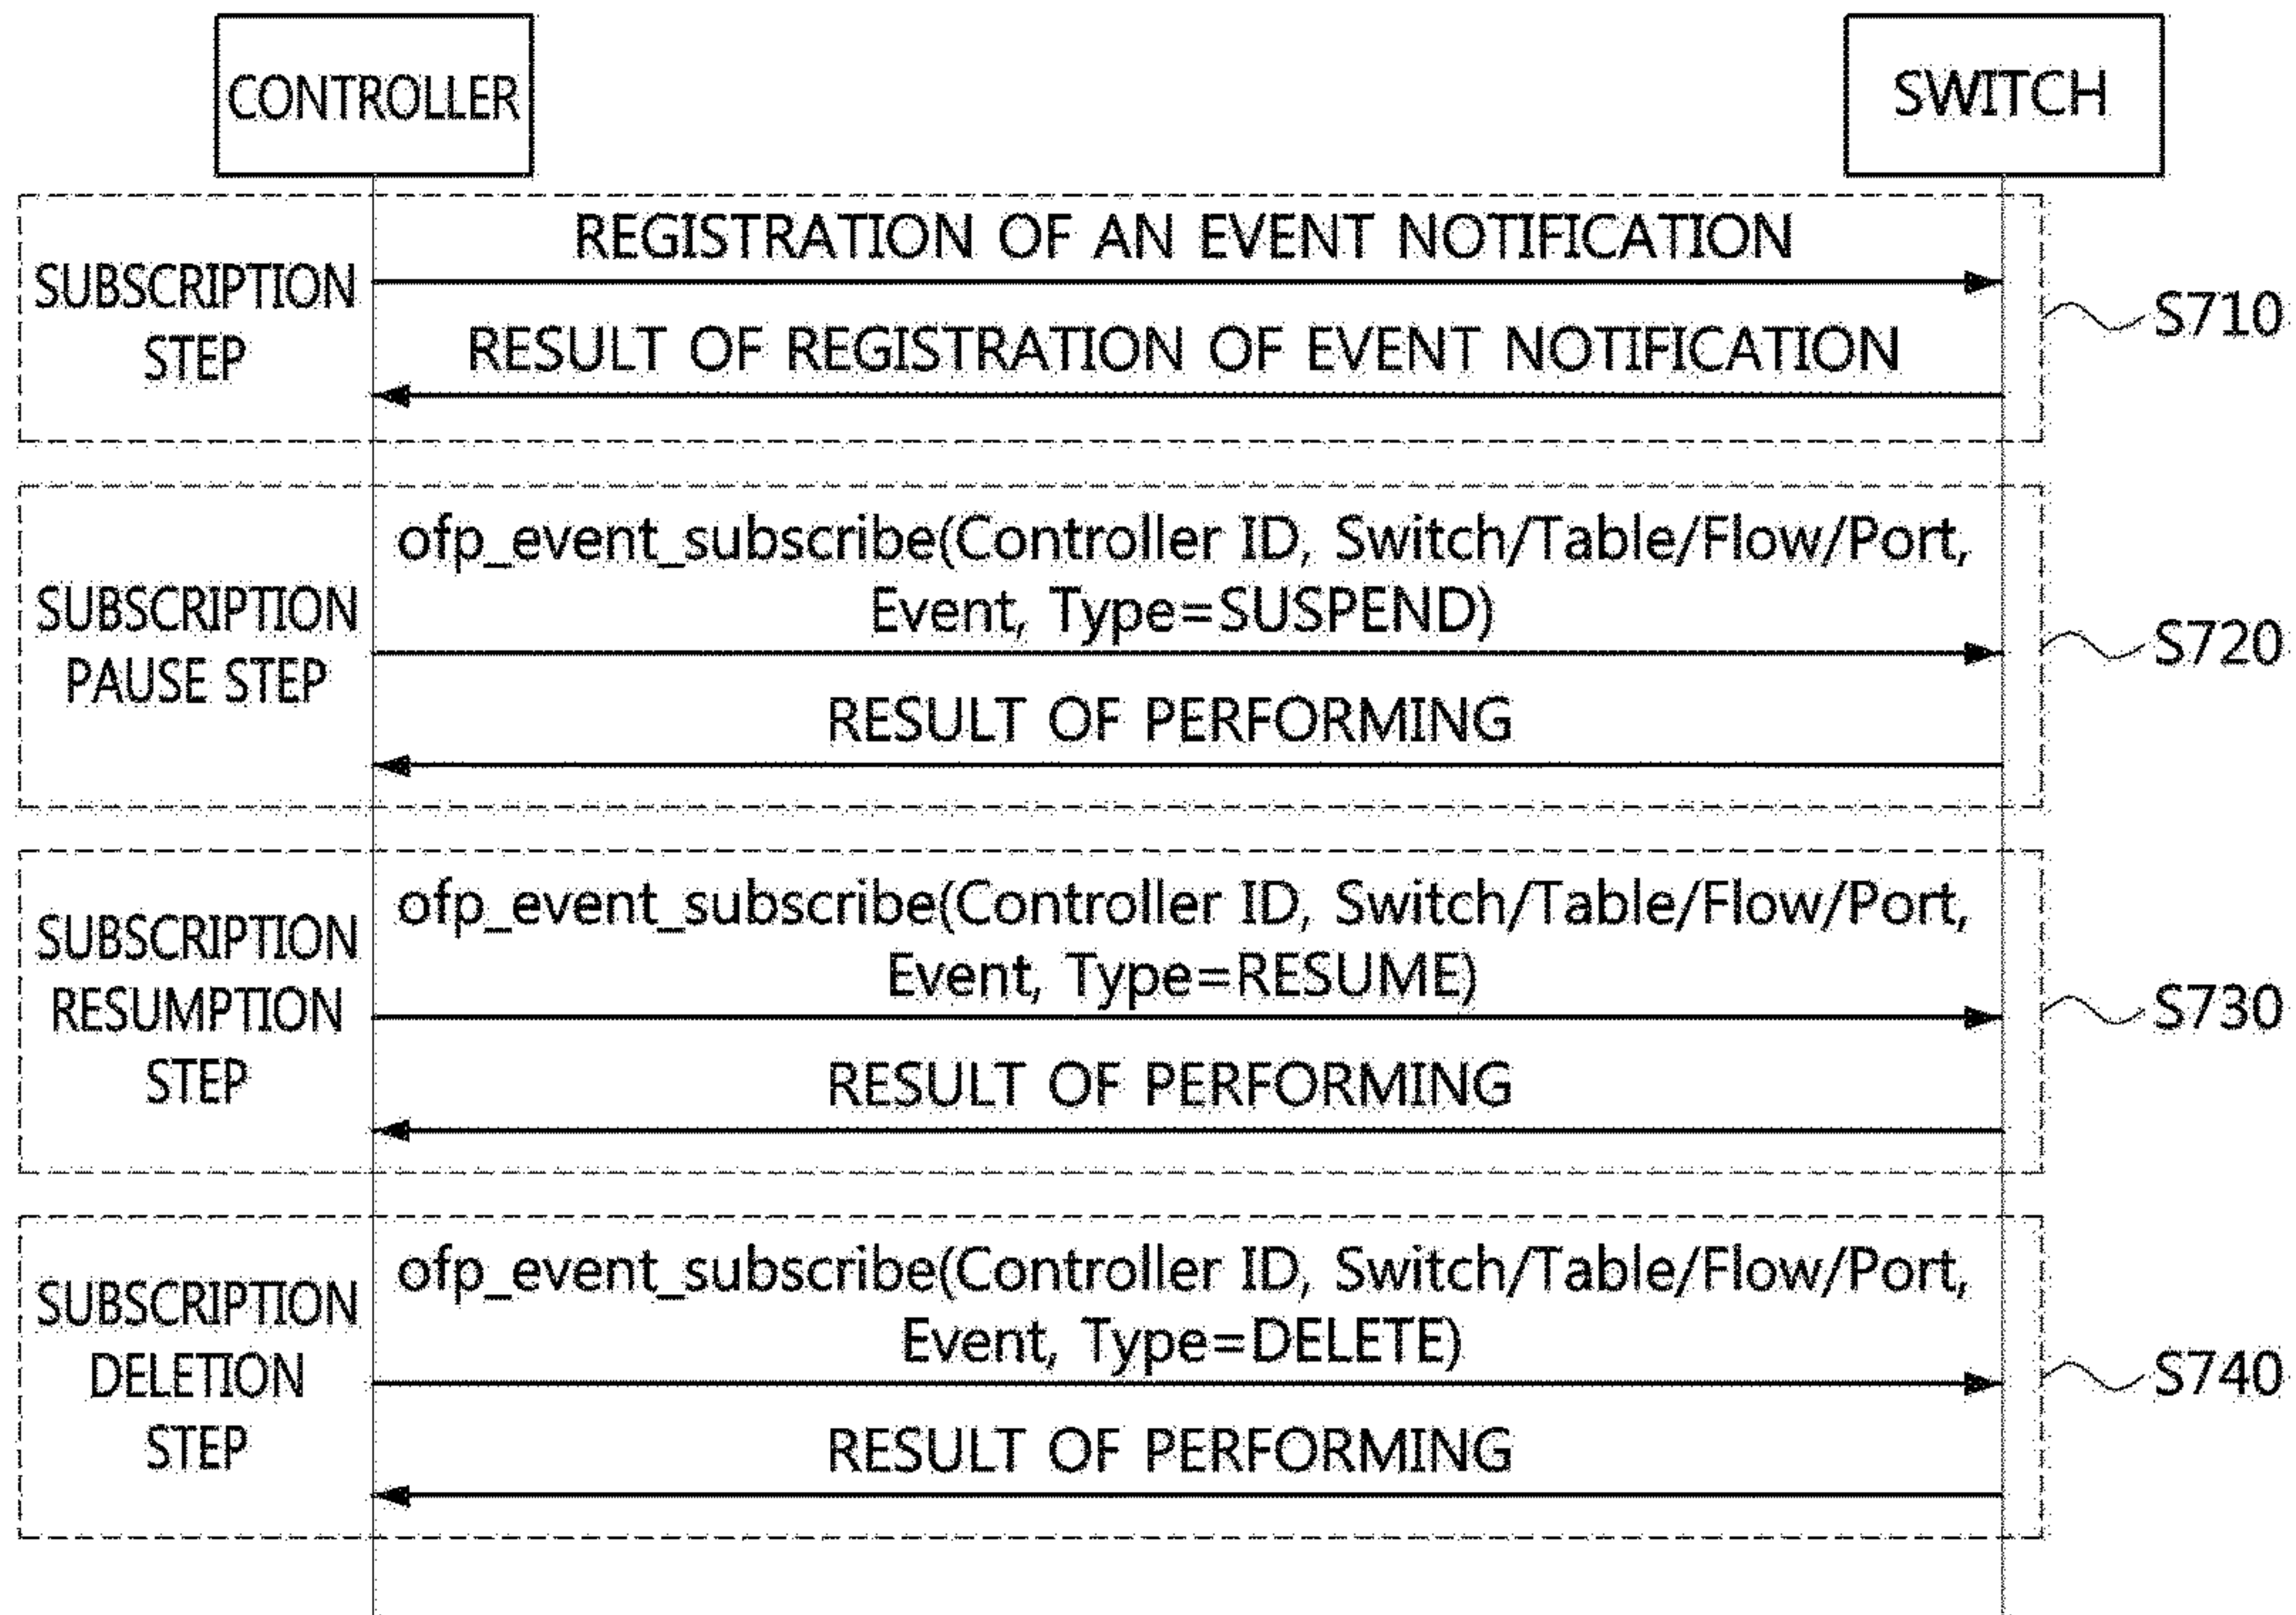 CONTROLLER
SWITCH
SUBSCRIPTION
STEP
REGISTRATION OF AN EVENT NOTIFICATION
RESULT OF REGISTRATION OF EVENT NOTIFICATION
S710
SUBSCRIPTION
PAUSE STEP
ofp_event_subscribe(Controller ID, Switch/Table/Flow/Port,
Event, Type=SUSPEND)
RESULT OF PERFORMING
S720
SUBSCRIPTION
RESUMPTION
STEP
ofp_event_subscribe(Controller ID, Switch/Table/Flow/Port,
Event, Type=RESUME)
RESULT OF PERFORMING
S730
SUBSCRIPTION
DELETION
STEP
ofp_event_subscribe(Controller ID, Switch/Table/Flow/Port,
Event, Type=DELETE)
RESULT OF PERFORMING
S740